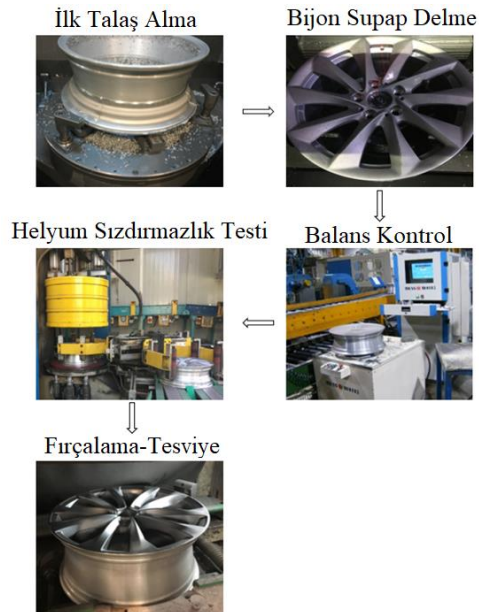 İlk Talaş Alma
Bijon Supap Delme
Helyum Sızdırmazlık Testi
Balans Kontrol
Fırçalama-Tesviye